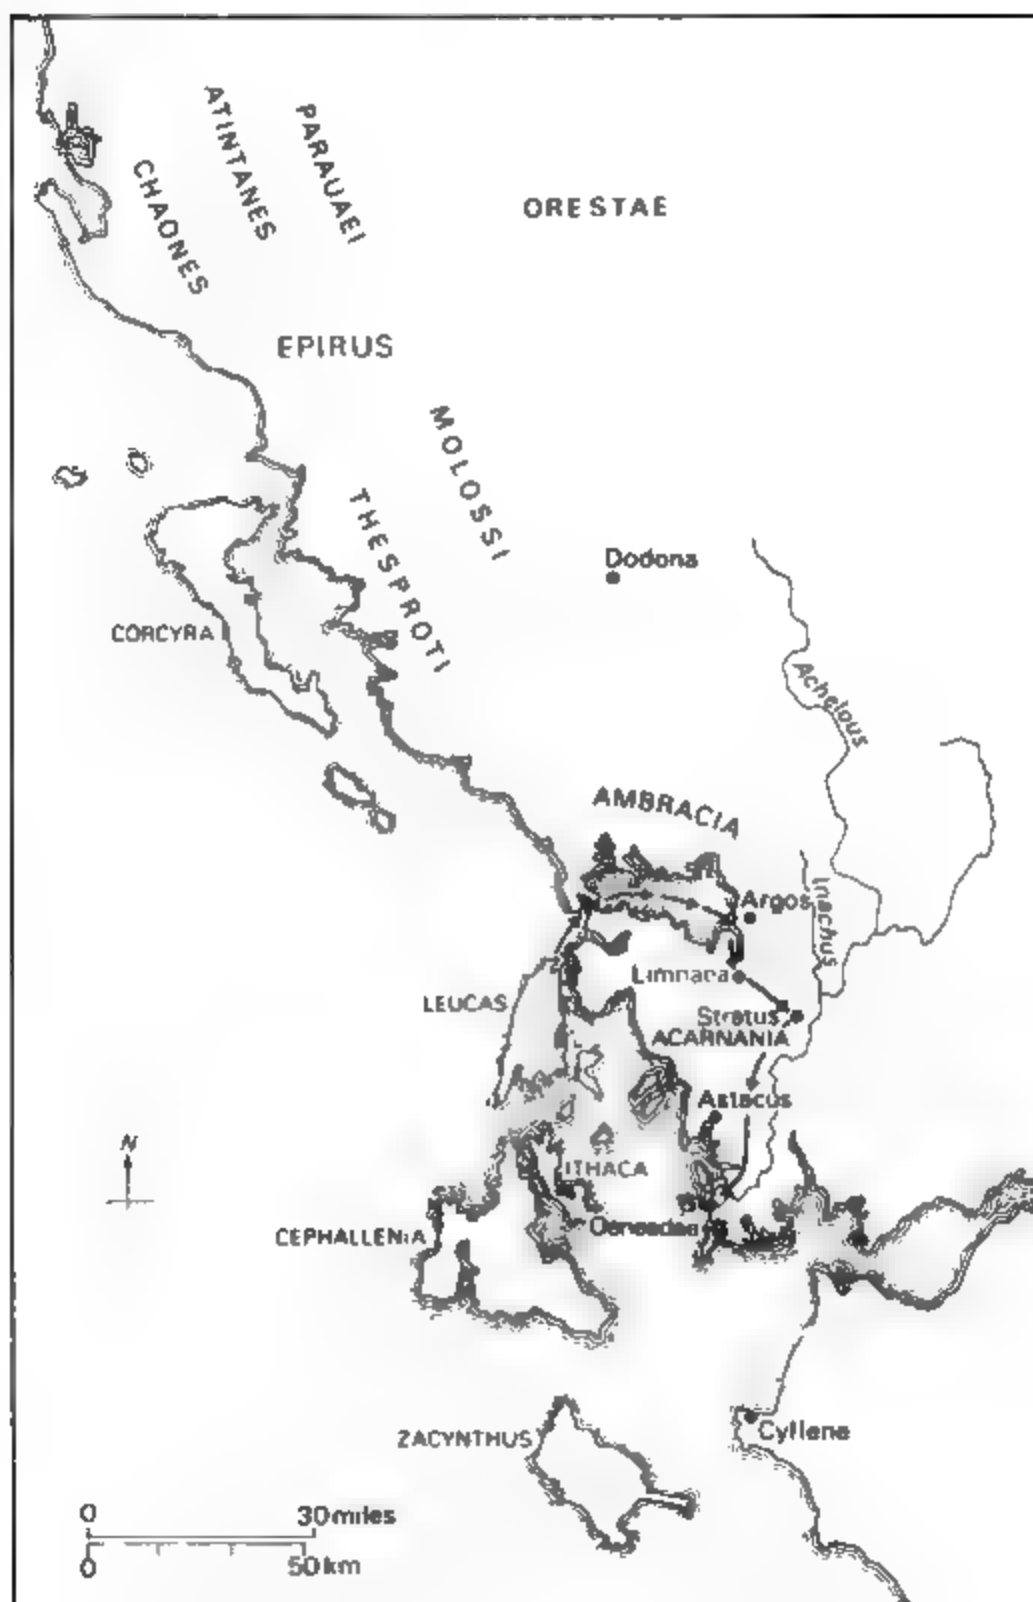 ATINTANES
PARAUAEI
CHAONES
ORESTAE
EPIRUS
MOLOSSI
THESPROTI
Dodona
CORCYRA
Achelous
AMBRACIA
Inachus
Argos
Limnaea
LEUCAS
Stratus
ACARNANIA
Astacus
N
ITHACA
Oeneadae
CEPHALLENIA
ZACYNTHUS
Cyllene
0 30 miles
0 50 km